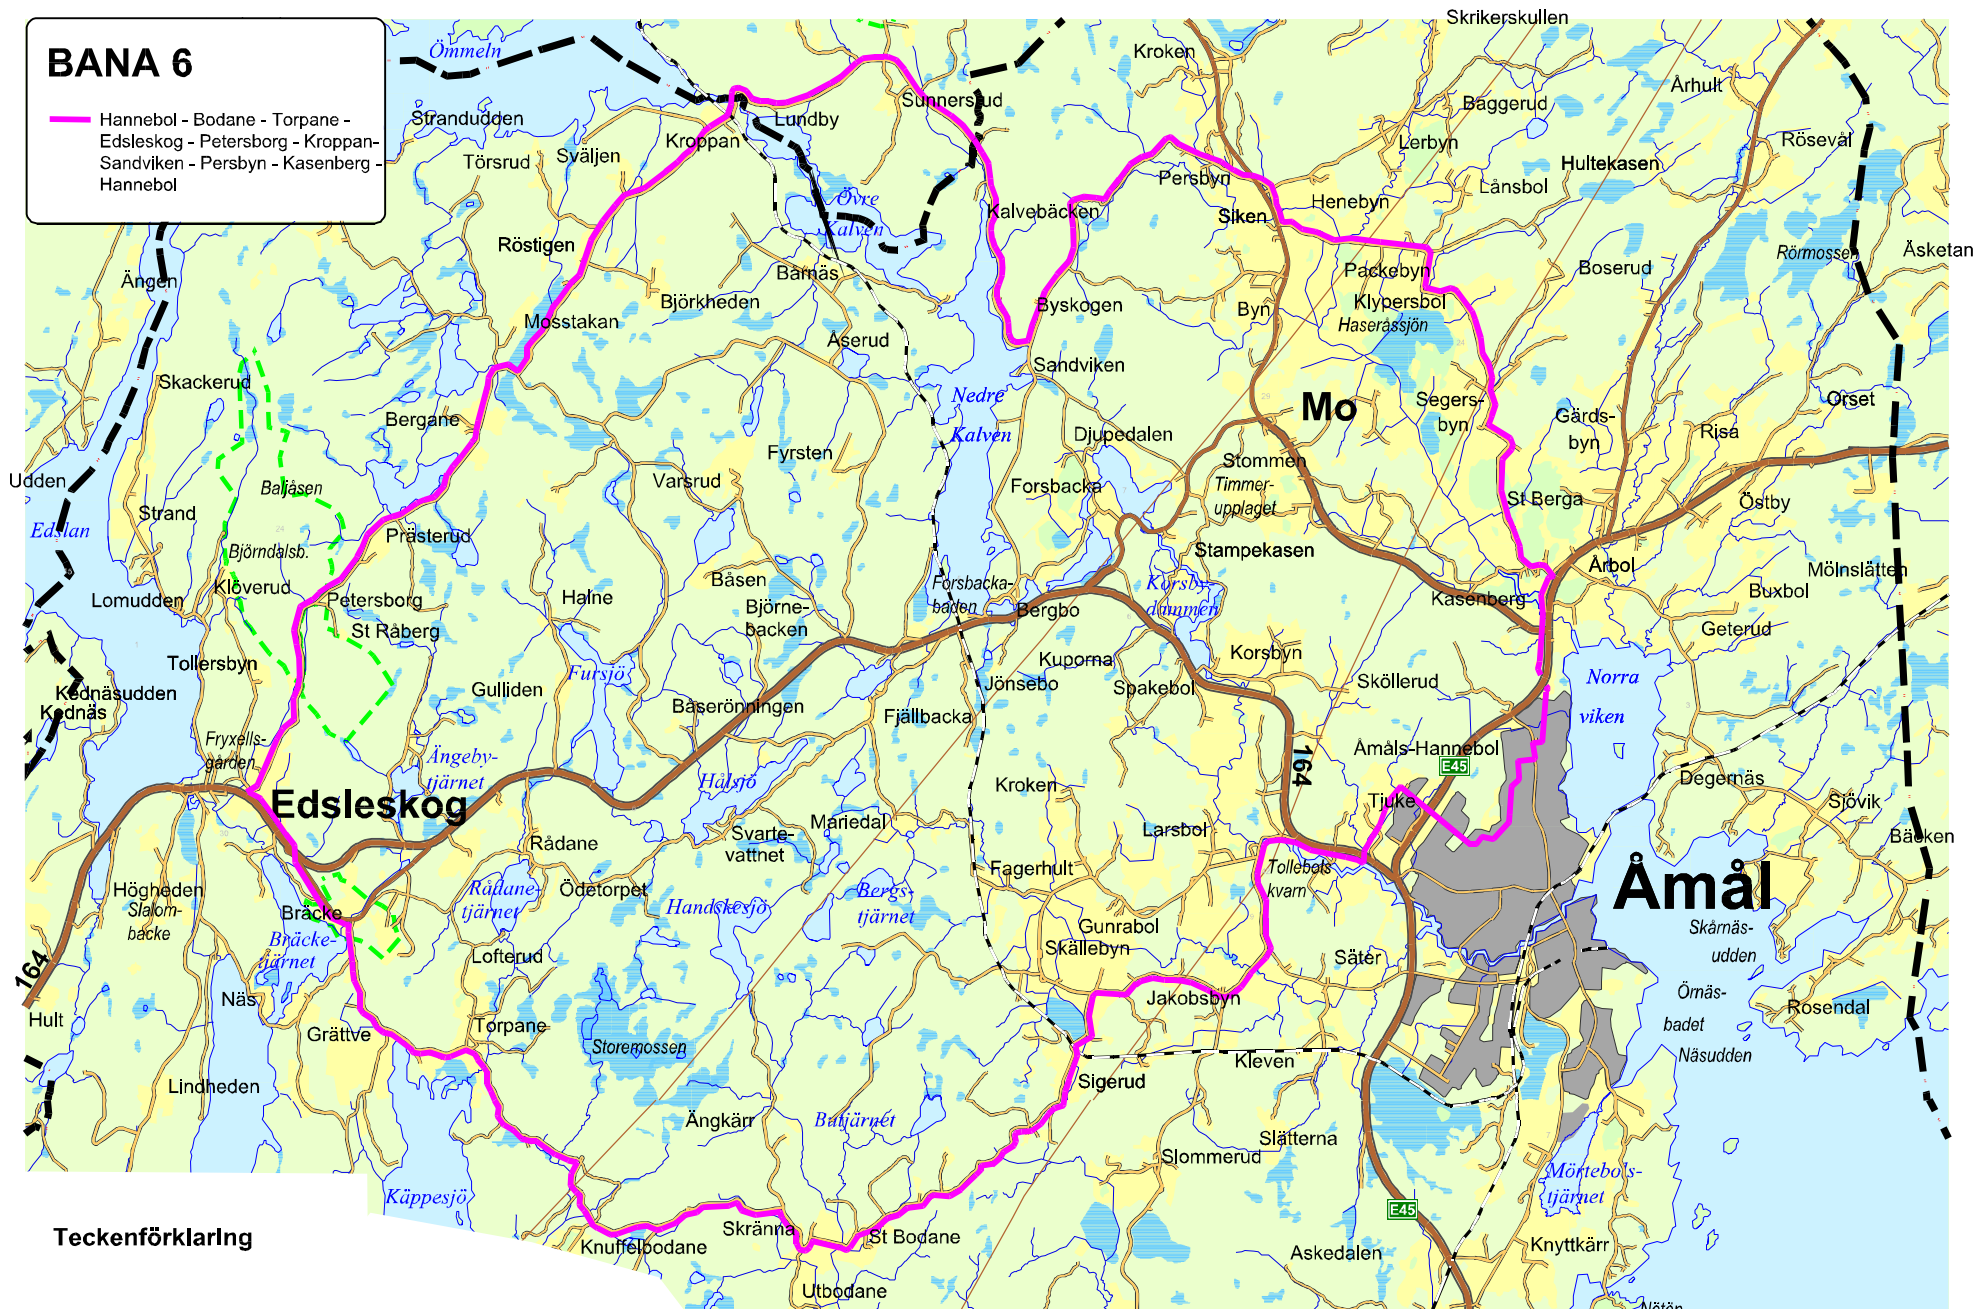 BANA 6
Hannebol - Bodane - Torpane -
Edsleskog - Petersborg - Kroppan-
Sandviken - Persbyn - Kasenberg -
Hannebol
Ömmeln
Skrikerskullen
Kroken
Århult
Baggerud
Sunnersrud
Strandudden
Lundby
Kroppan
Lerbyn
Rösevål
Törsrud
Sväljen
Hultekasen
Persbyn
Långsbol
Övre
Kalven
Kalvebäcken
Siken
Henebyn
Röstigen
Rörmossen
Äsketan
Ängen
Barnäs
Packebyn
Boserud
Björkheden
Byskogen
Byn
Klypersbol
Haseråssjön
Mosstakan
Åserud
Sandviken
Skackerud
Nedre
Kalven
Mo
Segers-
byn
Gärds-
byn
Orset
Bergane
Djupedalen
Risa
Fyrsten
Stommen
Udden
Varsrud
Forsbacka
Timmer-
upplaget
Baljåsen
St Berga
Östby
Strand
Edslan
Prästerud
Björndalsb.
Stampekasen
Årbol
Mölnslätten
Klöverud
Båsen
Forsbacka-
baden
Korsby-
dammen
Lomudden
Petersborg
Halne
Björne-
backen
Bergbo
Kasenberg
Buxbol
St Råberg
Geterud
Tollersbyn
Fursjö
Kuporna
Korsbyn
Kednäsudden
Kednäs
Gulliden
Jönsebo
Spakebol
Sköllerud
Norra
viken
Båserönningen
Fjällbacka
Fryxells-
gården
Ängeby-
tjärnet
Åmåls-Hannebol
E45
164
Hålsjö
Kroken
Degernäs
Edsleskog
Tjuke
Sjövik
Svarte-
vattnet
Mariedal
Larsbol
Bäcken
Rådane
Fagerhult
Tollebols
kvarn
Åmål
Högheden
Slalom-
backe
Rådane-
tjärnet
Ödetorpet
Handskesjö
Bergs-
tjärnet
Bräcke
Gunrabol
Skållebyn
Skårnäs-
udden
Bräcke-
tjärnet
Lofterud
Säter
164
Näs
Jakobsbyn
Örnäs-
badet
Rosendal
Hult
Grättve
Torpane
Storemossen
Näsudden
Kleven
Lindheden
Sigerud
Ängkärr
Butjärnet
Slätterna
Slommerud
Mörtebols-
tjärnet
Käppesjö
E45
Skränna
St Bodane
Teckenförklaring
Knuffelbodane
Askedalen
Knyttkärr
Utbodane
Nötön